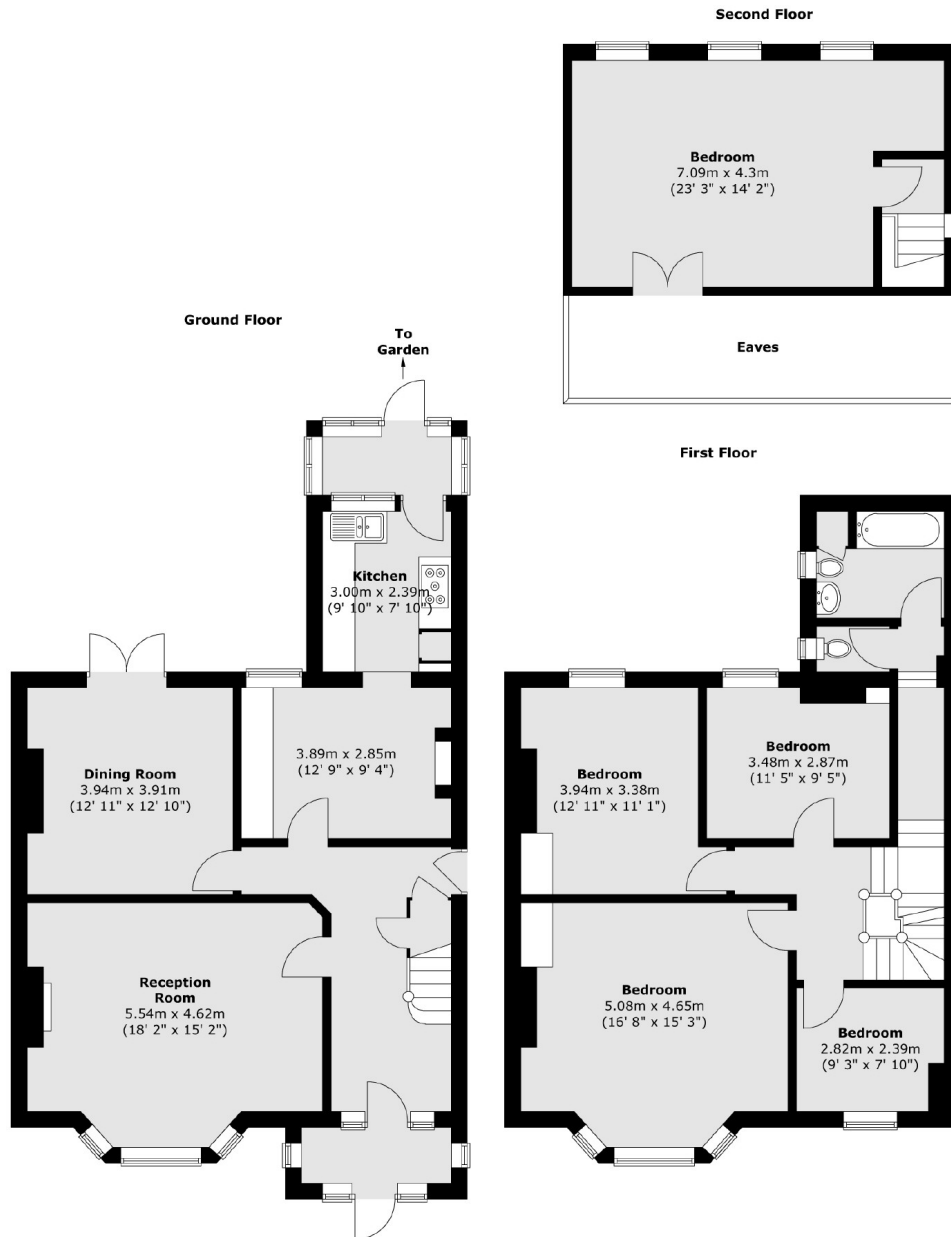 Second Floor
Bedroom
7.09m x 4.3m
(23' 3" x 14' 2")
Eaves
Ground Floor
To
Garden
Kitchen
3.00m x 2.39m
(9' 10" x 7' 10")
3.89m x 2.85m
(12' 9" x 9' 4")
Dining Room
3.94m x 3.91m
(12' 11" x 12' 10")
Reception
Room
5.54m x 4.62m
(18' 2" x 15' 2")
First Floor
Bedroom
3.48m x 2.87m
(11' 5" x 9' 5")
Bedroom
3.94m x 3.38m
(12' 11" x 11' 1")
Bedroom
5.08m x 4.65m
(16' 8" x 15' 3")
Bedroom
2.82m x 2.39m
(9' 3" x 7' 10")